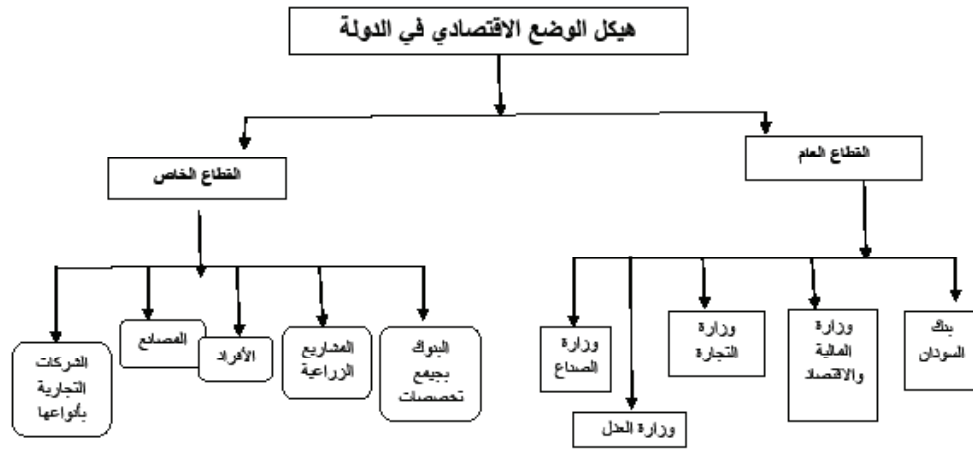 هيكل الوضع الاقتصادي في الدولة
القطاع العام
القطاع الخاص
بنك
السودان
وزارة
المالية
والاقتصاد
وزارة
التجارة
وزارة
الصناع
وزارة العدل
البنوك
بجيمع
تخصصات
المشاريع
الزراعية
الأفراد
المصانع
الشركات
التجارية
بأنواعها